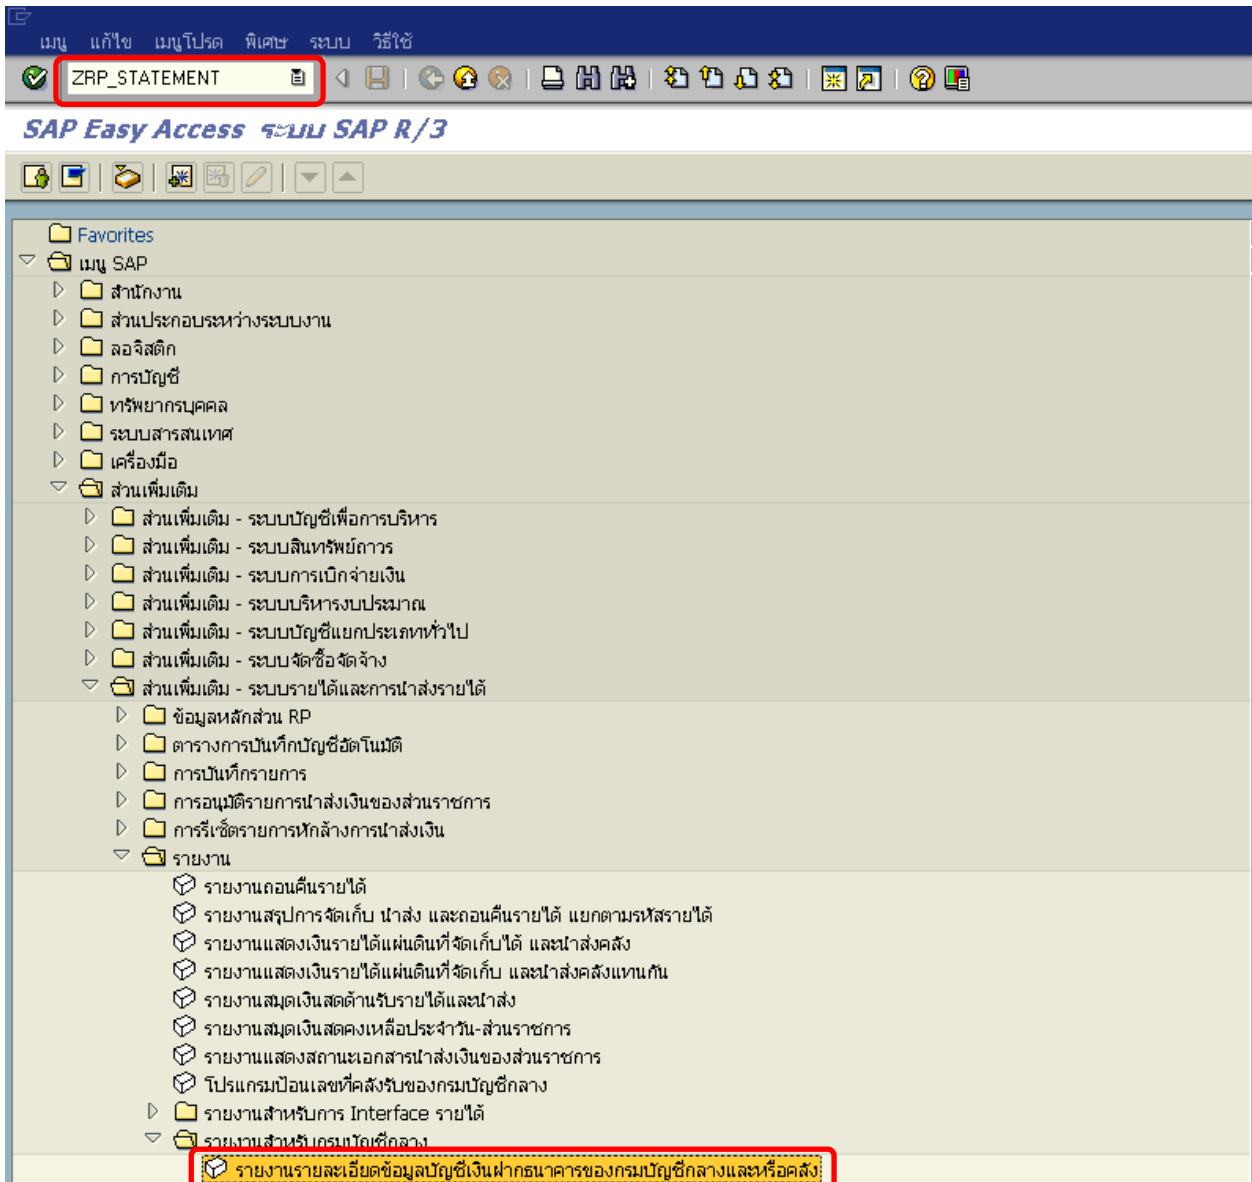 เมนู แก้ไข เมนูโปรด พิเศษ ระบบ วิธีใช้
ZRP_STATEMENT
SAP Easy Access ระบบ SAP R/3
Favorites
เมนู SAP
สำนักงาน
ส่วนประกอบระหว่างระบบงาน
ลอจิสติก
การบัญชี
ทรัพยากรบุคคล
ระบบสารสนเทศ
เครื่องมือ
ส่วนเพิ่มเติม
ส่วนเพิ่มเติม - ระบบบัญชีเพื่อการบริหาร
ส่วนเพิ่มเติม - ระบบสินทรัพย์ถาวร
ส่วนเพิ่มเติม - ระบบการเบิกจ่ายเงิน
ส่วนเพิ่มเติม - ระบบบริหารงบประมาณ
ส่วนเพิ่มเติม - ระบบบัญชีแยกประเภททั่วไป
ส่วนเพิ่มเติม - ระบบจัดซื้อจัดจ้าง
ส่วนเพิ่มเติม - ระบบรายได้และการนำส่งรายได้
ข้อมูลหลักส่วน RP
ตารางการบันทึกบัญชีอัตโนมัติ
การบันทึกรายการ
การอนุมัติรายการนำส่งเงินของส่วนราชการ
การรีเซ็ตรายการหักล้างการนำส่งเงิน
รายงาน
รายงานถอนคืนรายได้
รายงานสรุปการจัดเก็บ นำส่ง และถอนคืนรายได้ แยกตามรหัสรายได้
รายงานแสดงเงินรายได้แผ่นดินที่จัดเก็บได้ และนำส่งคลัง
รายงานแสดงเงินรายได้แผ่นดินที่จัดเก็บ และนำส่งคลังแทนกัน
รายงานสมุดเงินสดด้านรับรายได้และนำส่ง
รายงานสมุดเงินสดคงเหลือประจำวัน-ส่วนราชการ
รายงานแสดงสถานะเอกสารนำส่งเงินของส่วนราชการ
โปรแกรมป้อนเลขที่คลังรับของกรมบัญชีกลาง
รายงานสำหรับการ Interface รายได้
รายงานสำหรับกรมบัญชีกลาง
รายงานรายละเอียดข้อมูลบัญชีเงินฝากธนาคารของกรมบัญชีกลางและหรือคลัง